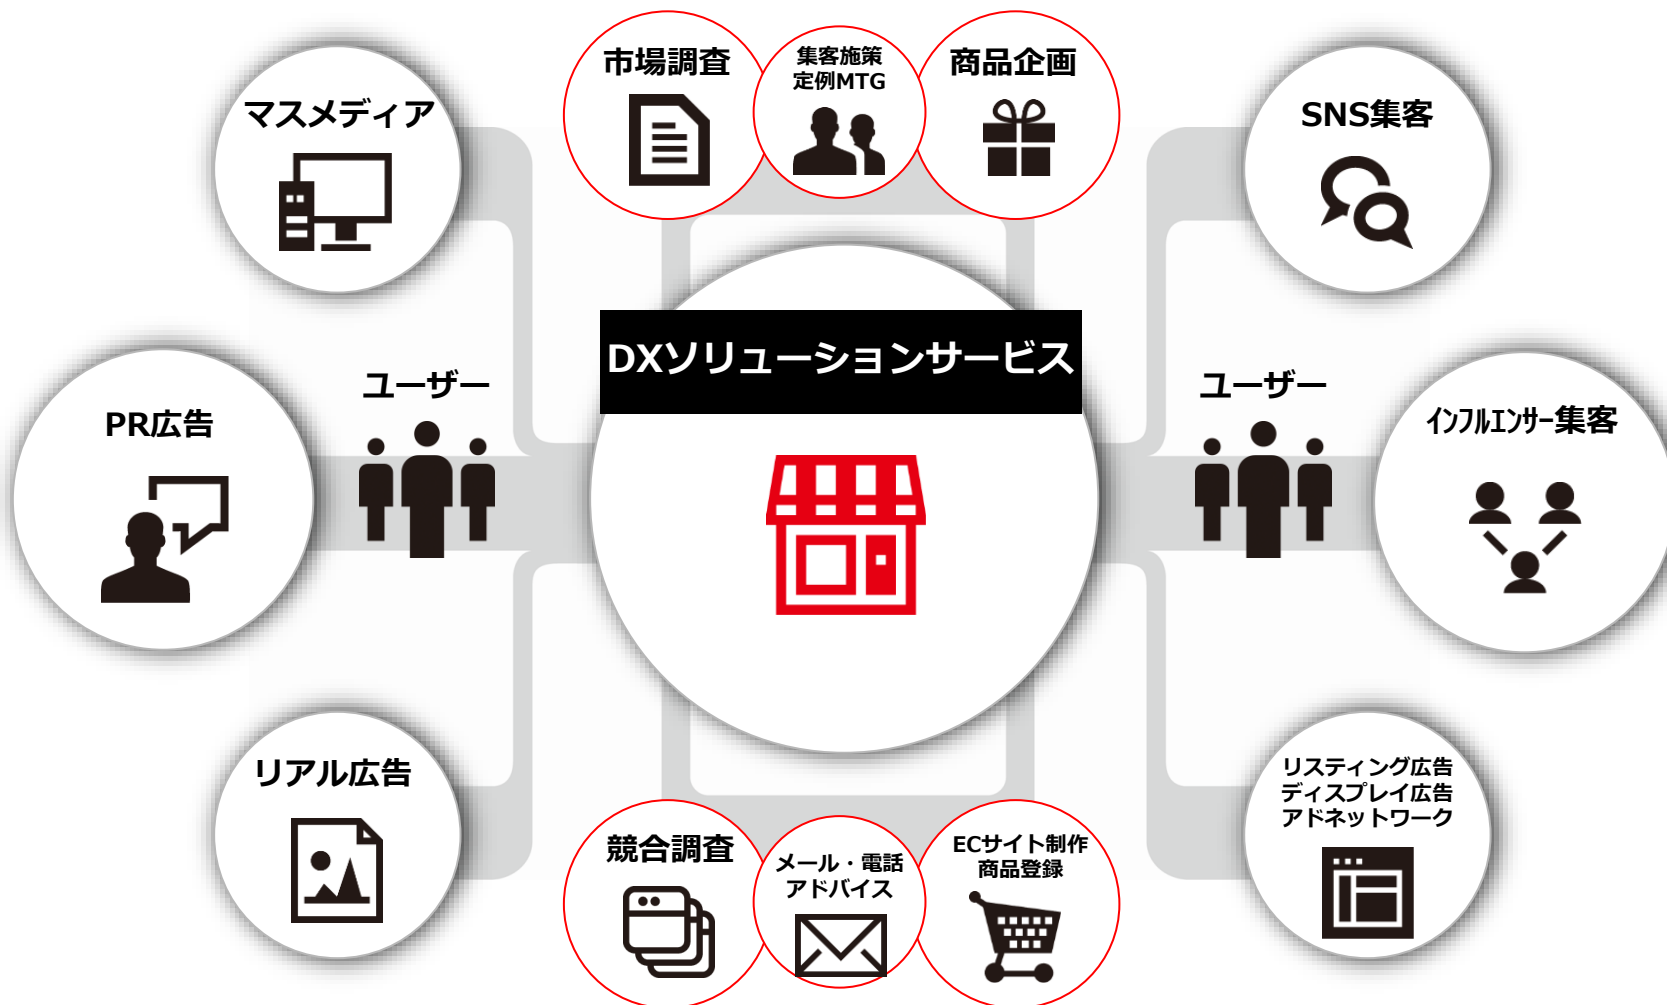 市場調査
集客施策
定例MTG
商品企画
マスメディア
SNS集客
DXソリューションサービス
ユーザー
ユーザー
PR広告
インフルエンサー集客
リアル広告
リスティング広告
ディスプレイ広告
アドネットワーク
競合調査
メール・電話
アドバイス
ECサイト制作
商品登録